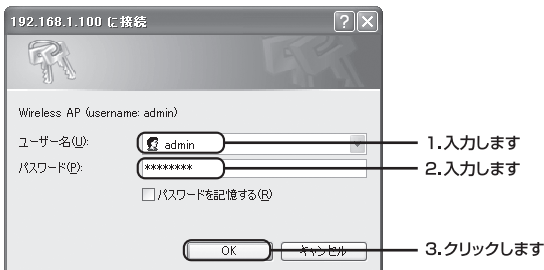 192.168.1.100 に接続
Wireless AP (username: admin)
ユーザー名(U): admin 1.入力します
パスワード(P): ******** 2.入力します
パスワードを記憶する(R)
OK キャンセル 3.クリックします